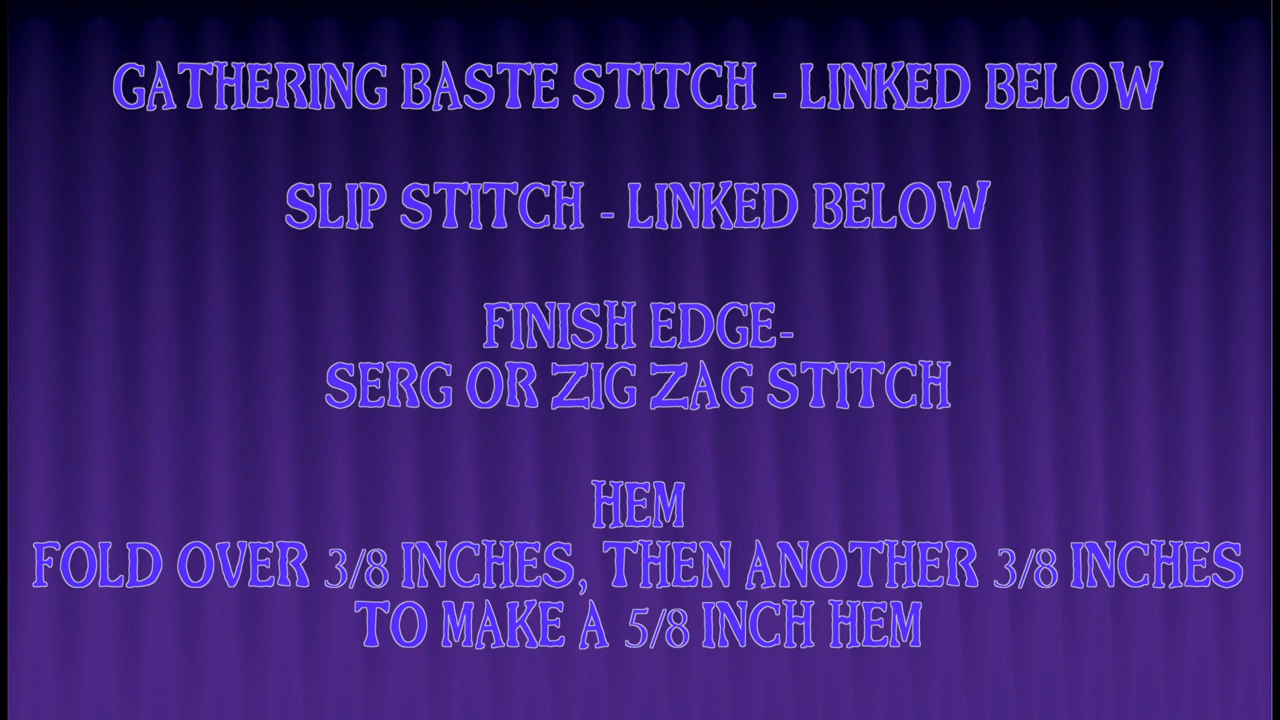 GATHERING BASTE STITCH - LINKED BELOW
SLIP STITCH - LINKED BELOW
FINISH EDGE-
SERG OR ZIG ZAG STITCH
HEM
FOLD OVER 3/8 INCHES, THEN ANOTHER 3/8 INCHES
TO MAKE A 5/8 INCH HEM